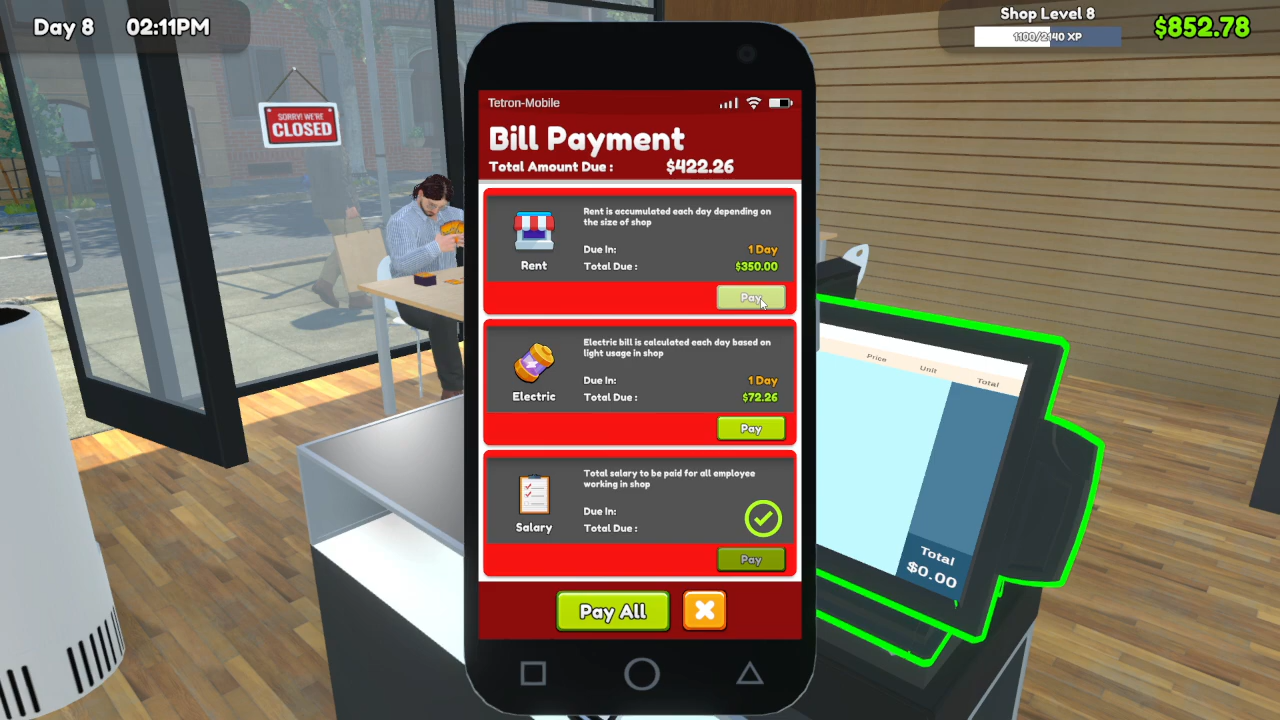 Day 8 02:11PM
Shop Level 8
1100/2140 XP
$852.78
SORRY! WE'RE
CLOSED
Tetron-Mobile
Bill Payment
Total Amount Due : $422.26
Rent is accumulated each day depending on
the size of shop
Due In: 1 Day
Total Due : $350.00
Rent
Pay
Electric bill is calculated each day based on
light usage in shop
Due In: 1 Day
Total Due : $72.26
Electric
Pay
Total salary to be paid for all employee
working in shop
Due In:
Total Due :
Salary
Pay
Pay All
Price Unit Total
Total
$0.00